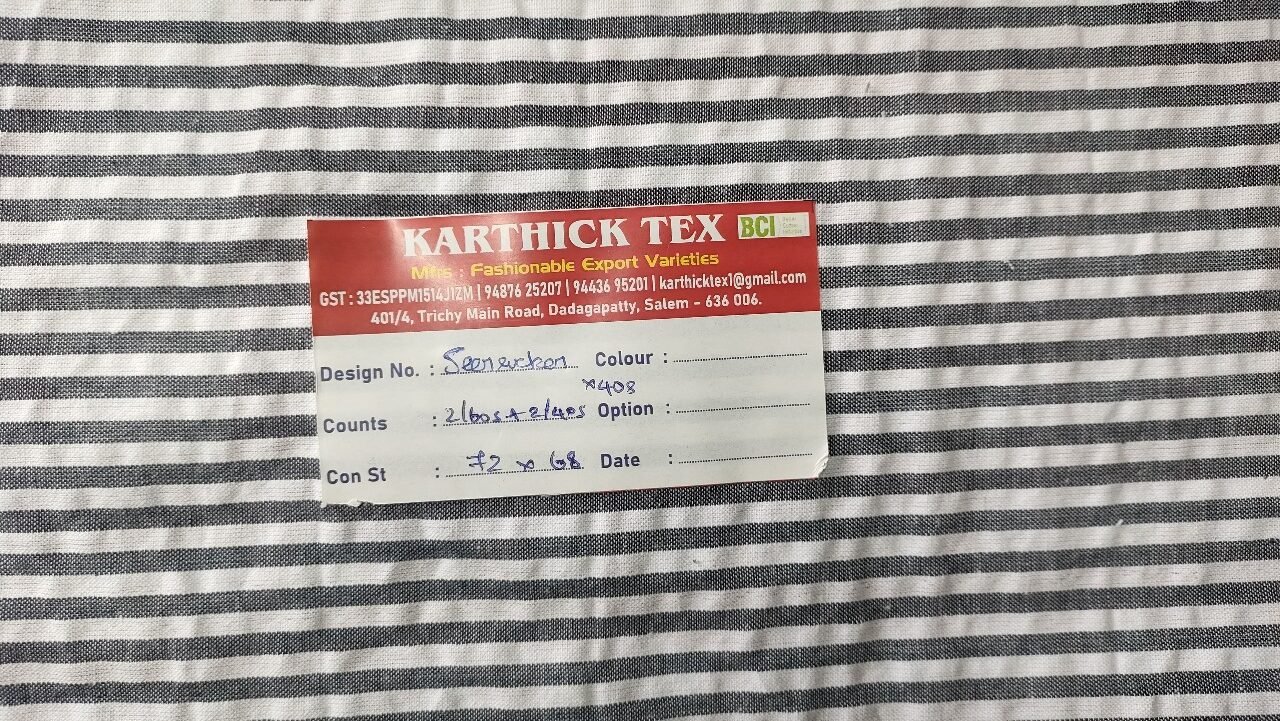 KARTHICK TEX BCI
Mfrs : Fashionable Export Varieties
GST : 33ESPPM1514J1ZM | 94876 25207 | 94436 95201 | karthicktex1@gmail.com
401/4, Trichy Main Road, Dadagapatty, Salem - 636 006.
Design No. : Colour :
x40s
Counts : 2/60s + 2/40s Option :
Con St : 72 x 68 Date :